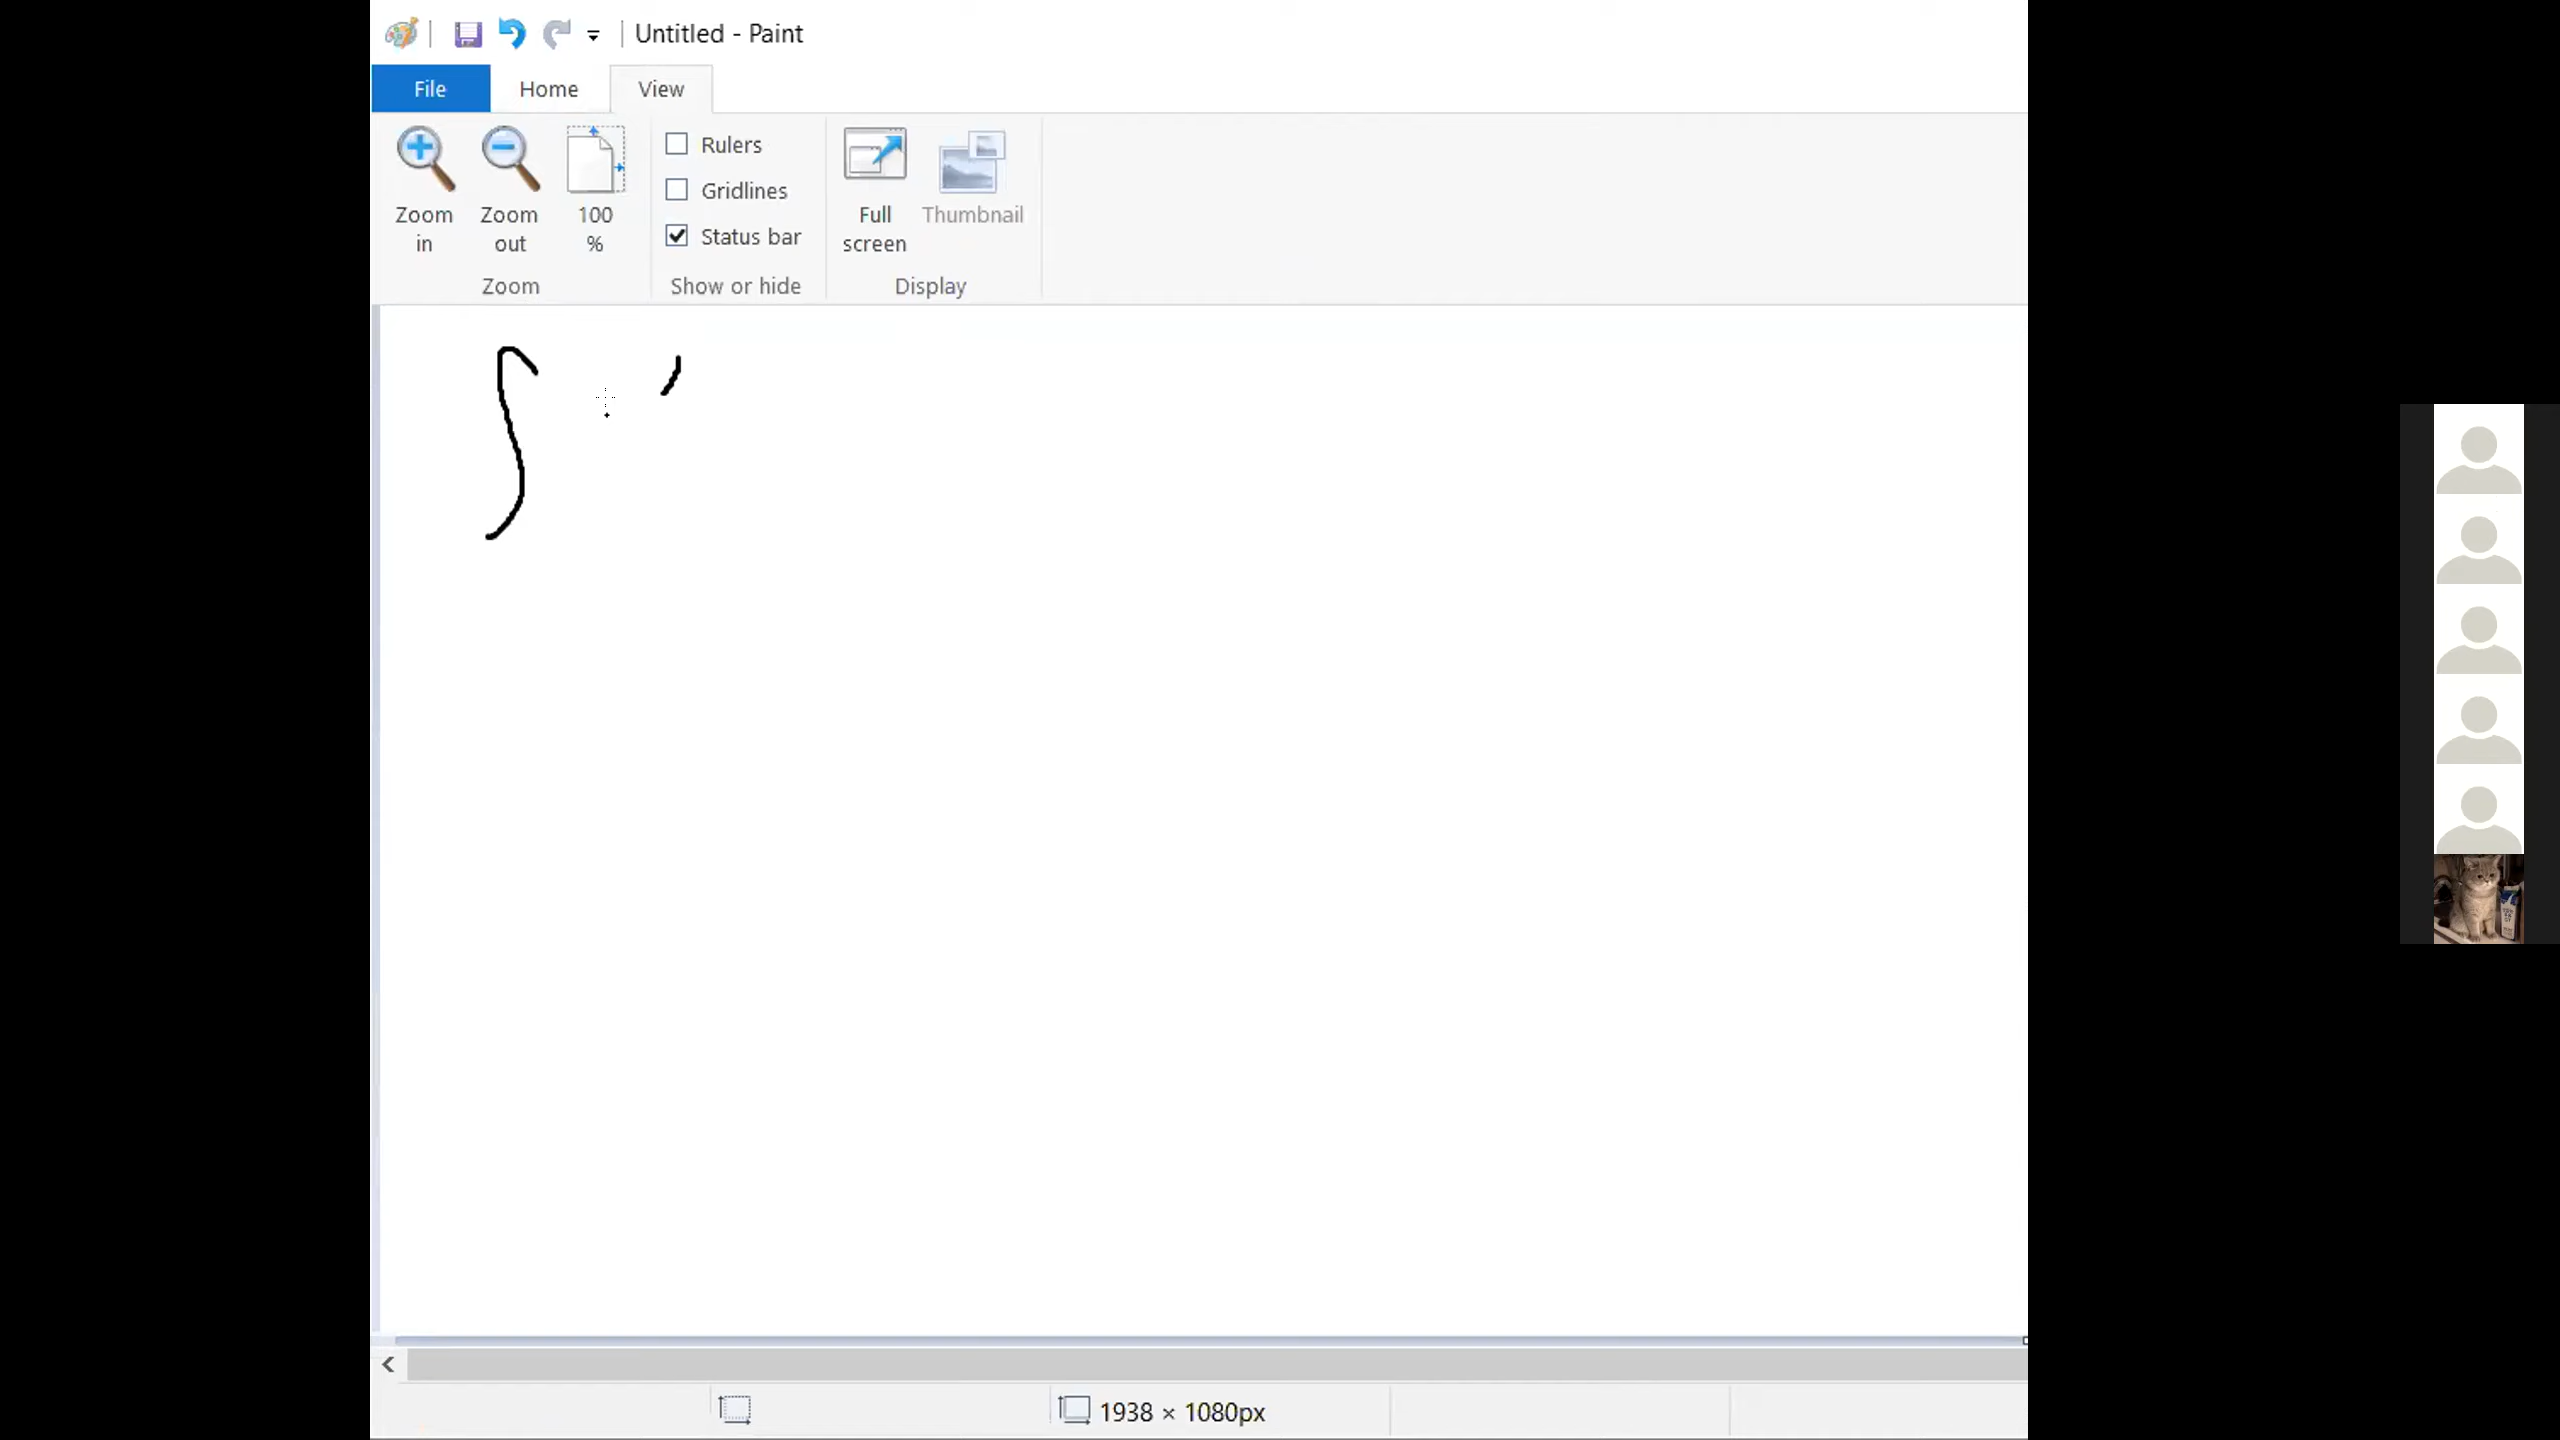 Untitled - Paint
File Home View
Zoom in Zoom out 100 % Rulers Full screen Thumbnail
Gridlines
Status bar
Zoom Show or hide Display
∫
1938 × 1080px